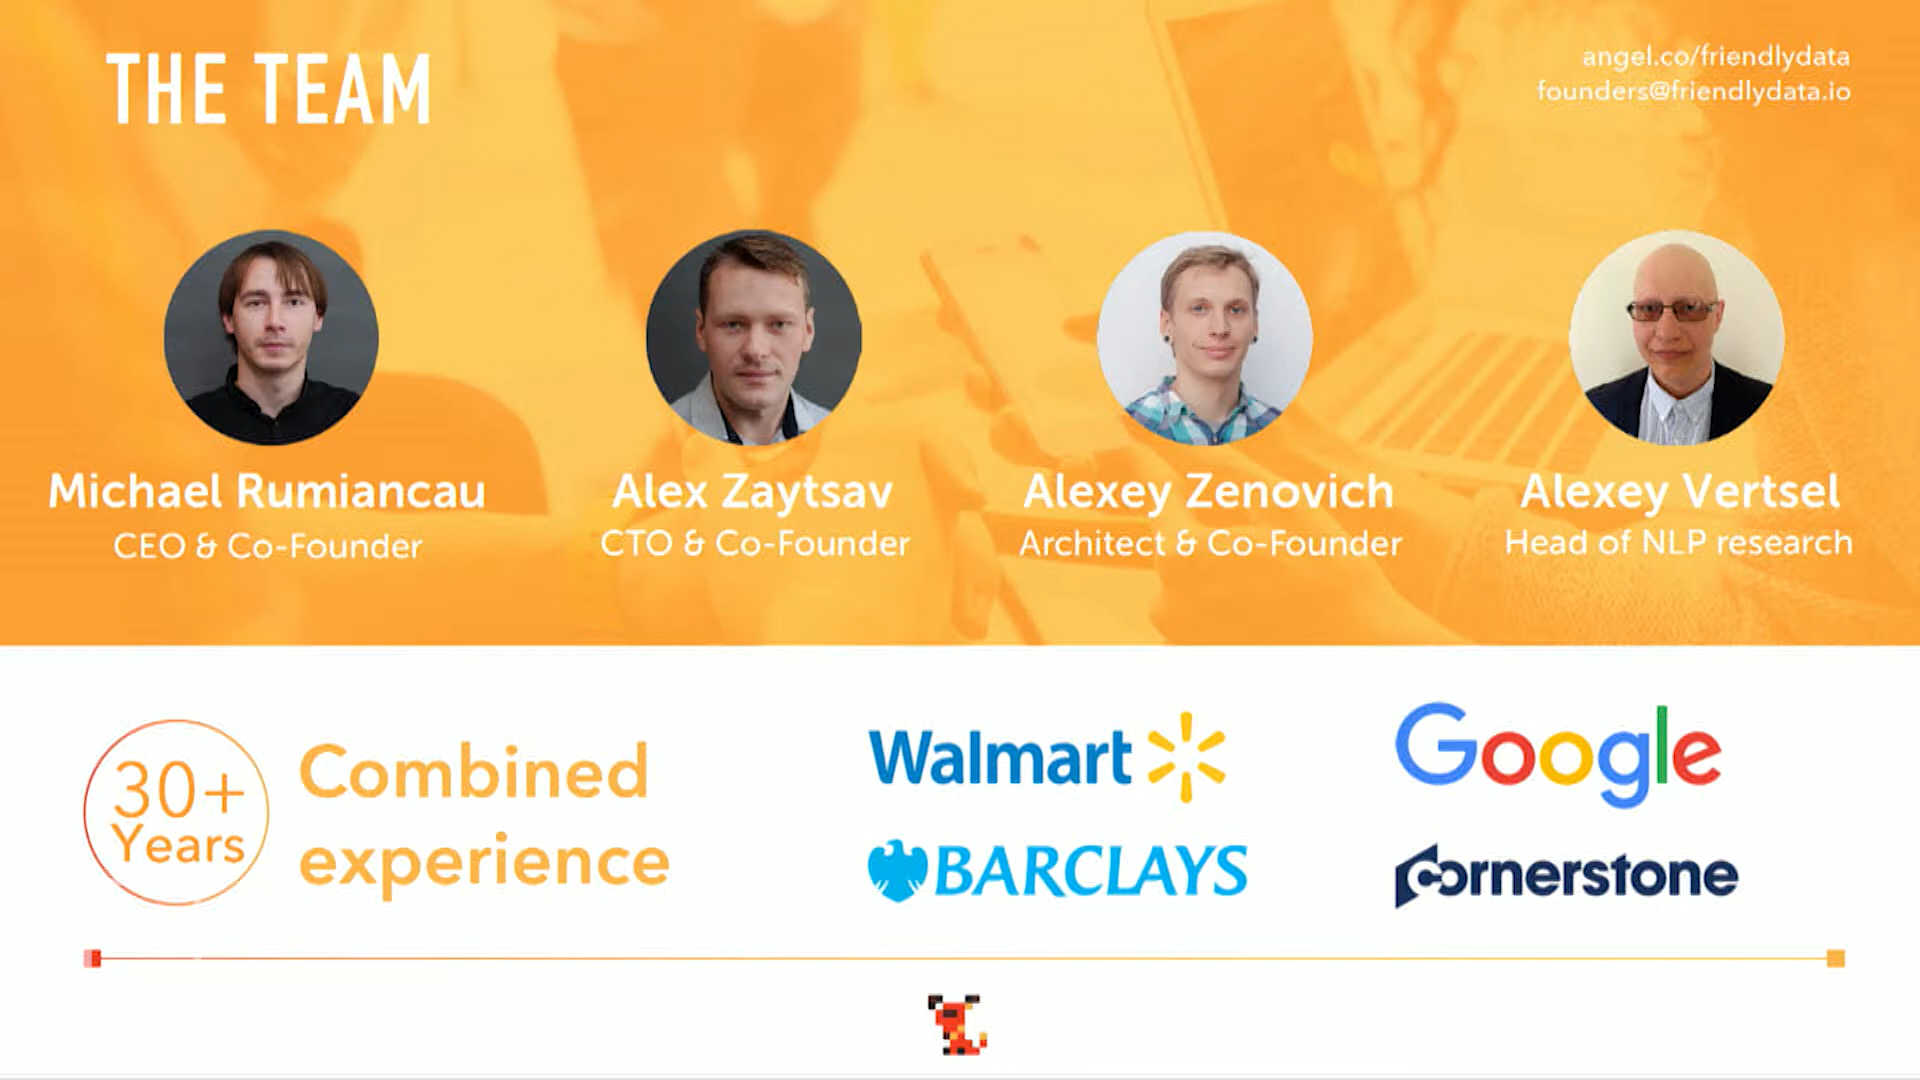 THE TEAM
angel.co/friendlydata
founders@friendlydata.io
Michael Rumiancau
CEO & Co-Founder
Alex Zaytsav
CTO & Co-Founder
Alexey Zenovich
Architect & Co-Founder
Alexey Vertsel
Head of NLP research
30+
Years
Combined
experience
Walmart
Google
BARCLAYS
Cornerstone